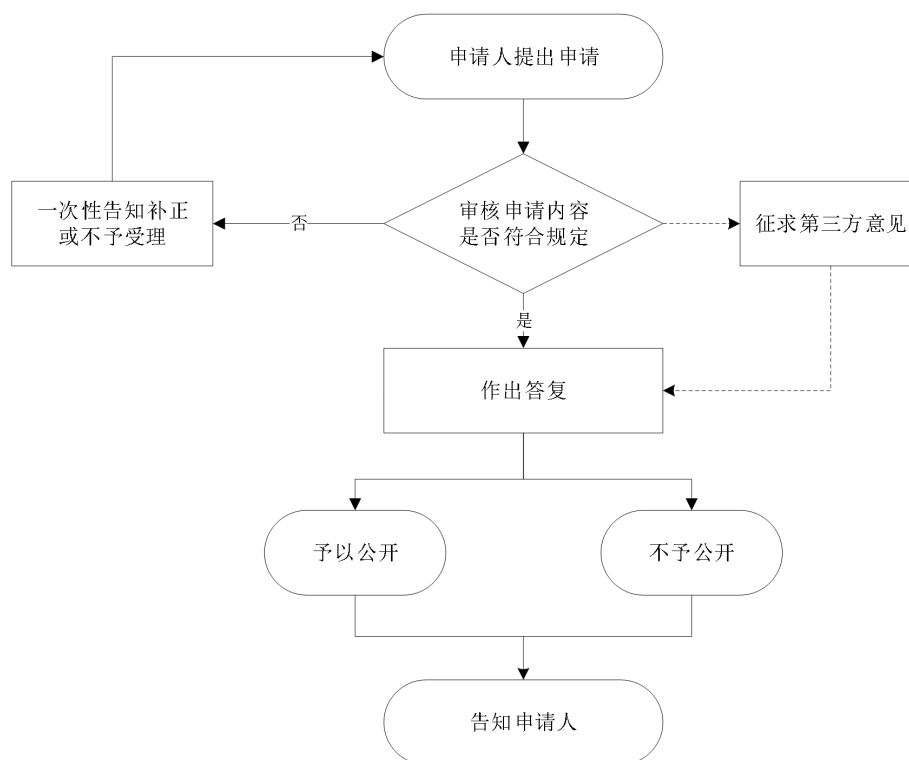 申请人提出申请
一次性告知补正
或不予受理
否
审核申请内容
是否符合规定
征求第三方意见
是
作出答复
予以公开
不予公开
告知申请人